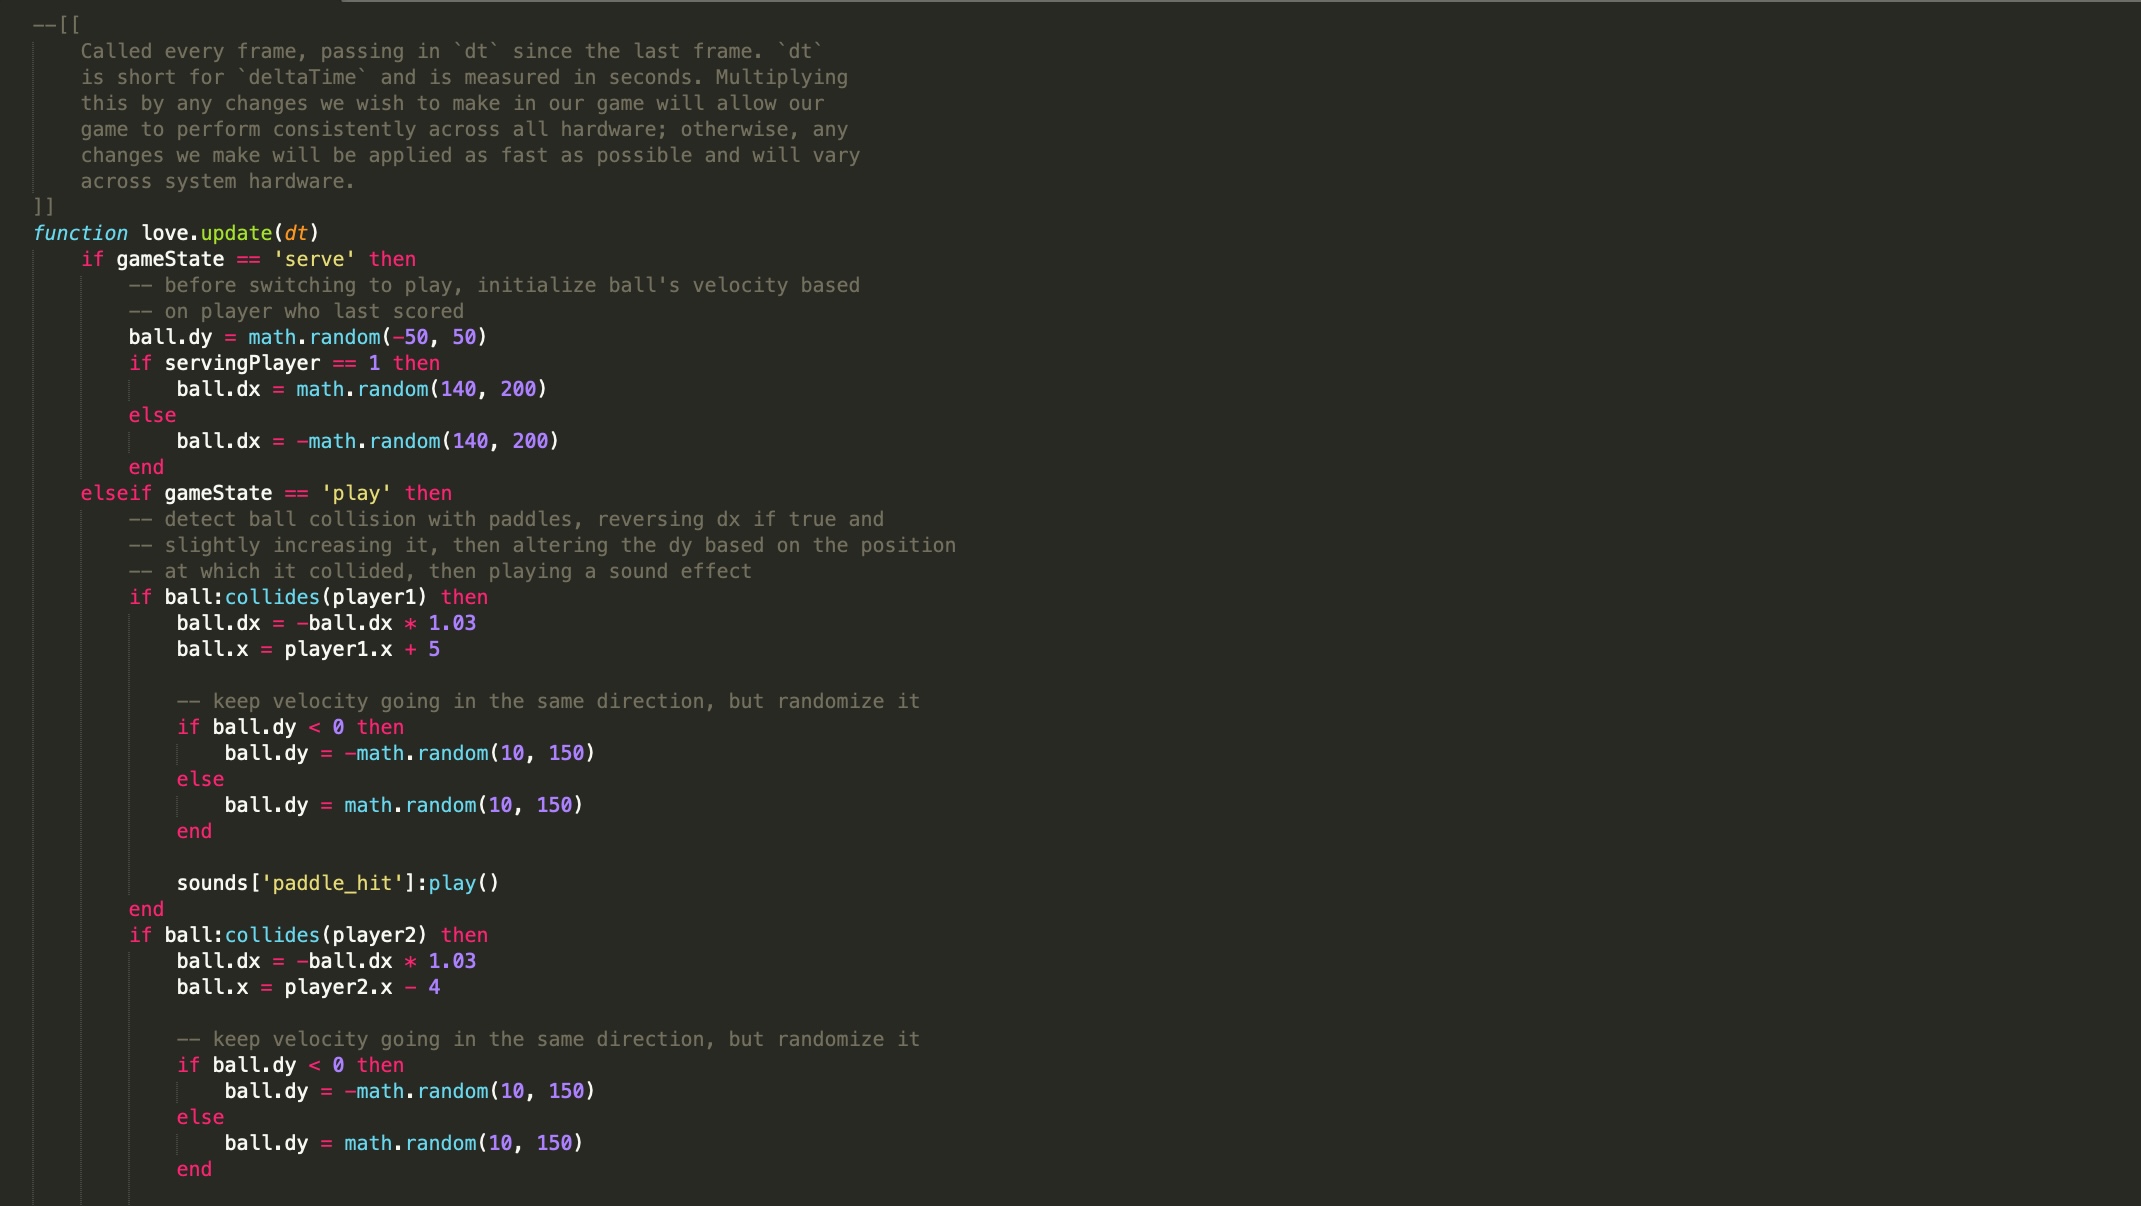 --[[
    Called every frame, passing in `dt` since the last frame. `dt`
    is short for `deltaTime` and is measured in seconds. Multiplying
    this by any changes we wish to make in our game will allow our
    game to perform consistently across all hardware; otherwise, any
    changes we make will be applied as fast as possible and will vary
    across system hardware.
]]
function love.update(dt)
    if gameState == 'serve' then
        -- before switching to play, initialize ball's velocity based
        -- on player who last scored
        ball.dy = math.random(-50, 50)
        if servingPlayer == 1 then
            ball.dx = math.random(140, 200)
        else
            ball.dx = -math.random(140, 200)
        end
    elseif gameState == 'play' then
        -- detect ball collision with paddles, reversing dx if true and
        -- slightly increasing it, then altering the dy based on the position
        -- at which it collided, then playing a sound effect
        if ball:collides(player1) then
            ball.dx = -ball.dx * 1.03
            ball.x = player1.x + 5

            -- keep velocity going in the same direction, but randomize it
            if ball.dy < 0 then
                ball.dy = -math.random(10, 150)
            else
                ball.dy = math.random(10, 150)
            end

            sounds['paddle_hit']:play()
        end
        if ball:collides(player2) then
            ball.dx = -ball.dx * 1.03
            ball.x = player2.x - 4

            -- keep velocity going in the same direction, but randomize it
            if ball.dy < 0 then
                ball.dy = -math.random(10, 150)
            else
                ball.dy = math.random(10, 150)
            end